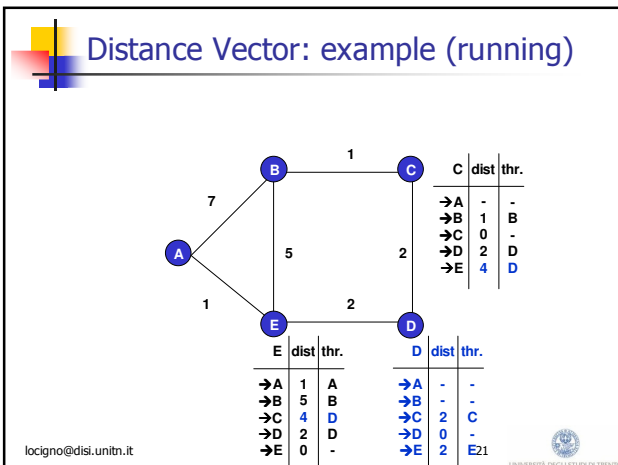 Distance Vector: example (running)
1
B
C
C dist thr.
➔A - -
➔B 1 B
➔C 0 -
➔D 2 D
➔E 4 D
7
A
5
2
1
2
E
D
E dist thr.
➔A 1 A
➔B 5 B
➔C 4 D
➔D 2 D
➔E 0 -
D dist thr.
➔A - -
➔B - -
➔C 2 C
➔D 0 -
➔E 2 E
locigno@disi.unitn.it
21